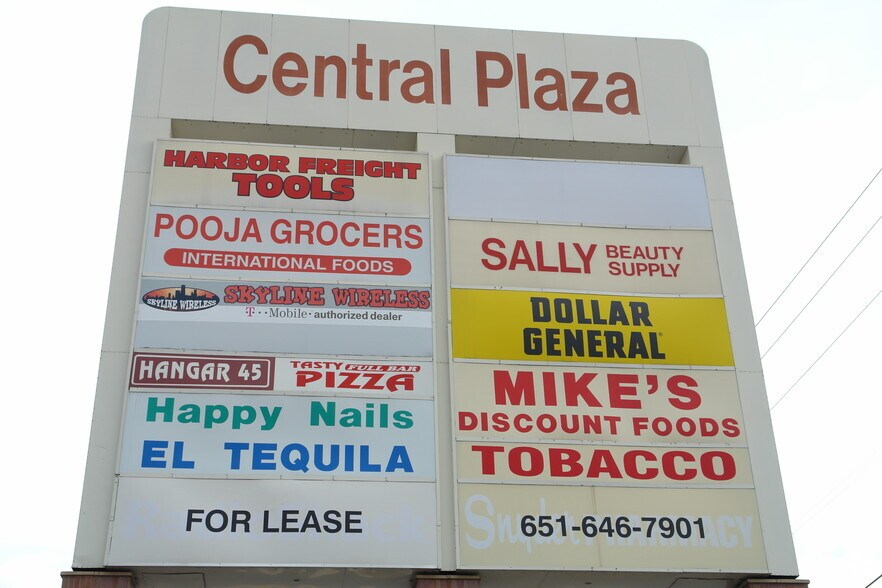 Central Plaza
HARBOR FREIGHT
TOOLS
POOJA GROCERS
INTERNATIONAL FOODS
SKYLINE WIRELESS
SKYLINE WIRELESS
T··Mobile· authorized dealer
HANGAR 45
TASTY FULL BAR
PIZZA
Happy Nails
EL TEQUILA
FOR LEASE
SALLY BEAUTY
SUPPLY
DOLLAR
GENERAL®
MIKE'S
DISCOUNT FOODS
TOBACCO
651-646-7901